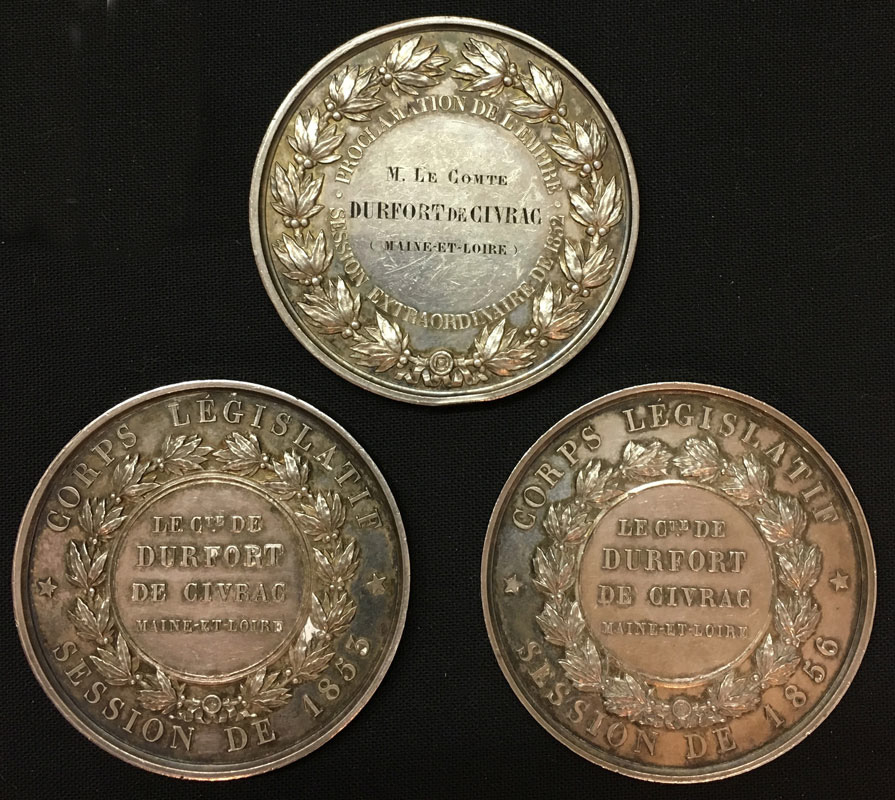 PROCLAMATION DE L'EMPIRE
M. LE COMTE
DURFORT DE CIVRAC
(MAINE-ET-LOIRE)
SESSION EXTRAORDINAIRE DE 1852
CORPS LÉGISLATIF
LE CTE DE
DURFORT
DE CIVRAC
MAINE-ET-LOIRE
SESSION DE 1853
CORPS LÉGISLATIF
LE CTE DE
DURFORT
DE CIVRAC
MAINE-ET-LOIRE
SESSION DE 1856